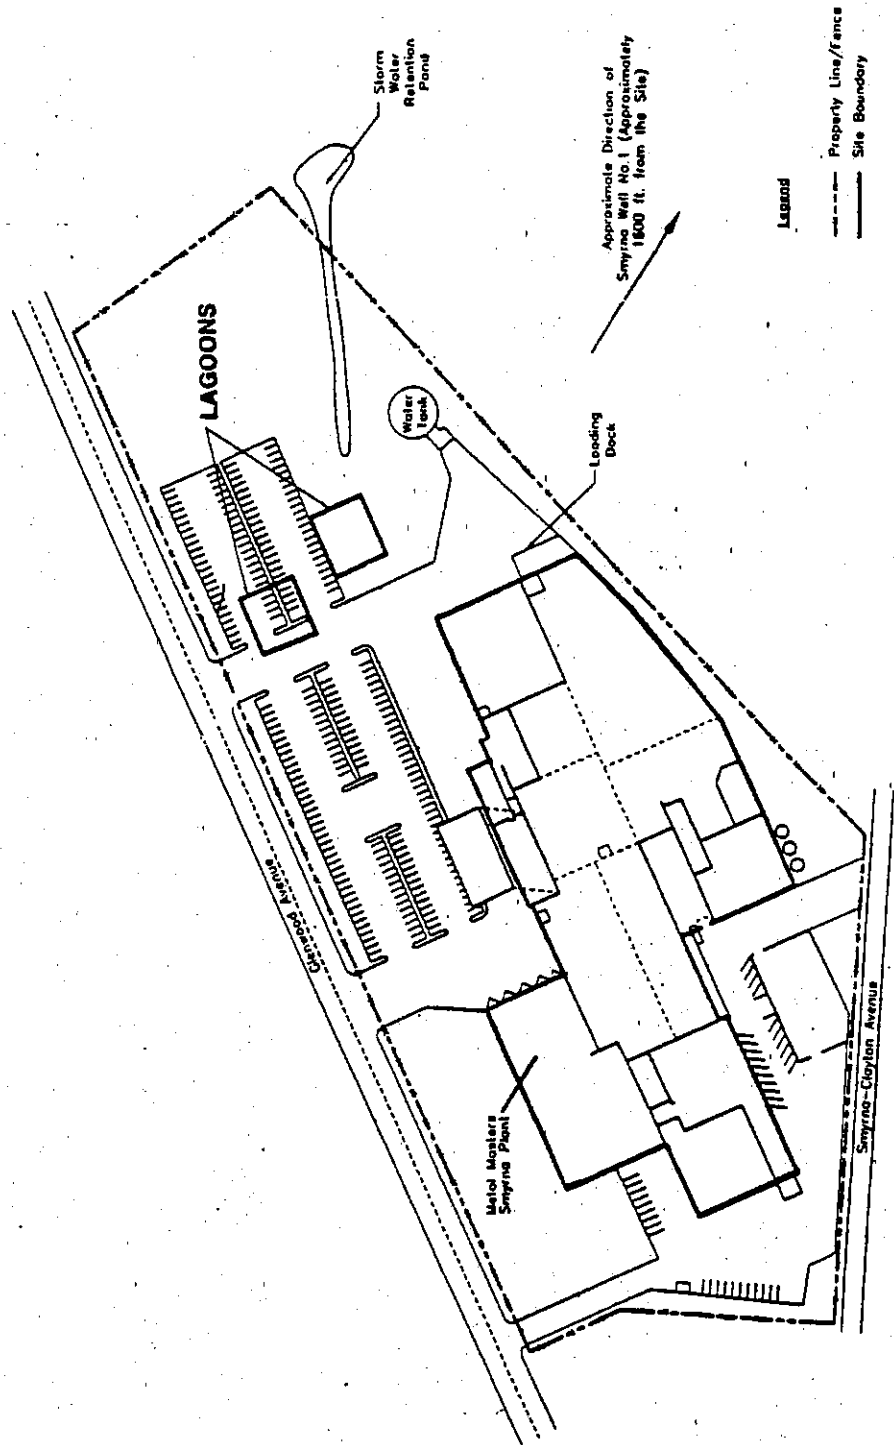 Storm
Water
Retention
Pond
LAGOONS
Water
Tank
Approximate Direction of
Smyrna Well No.1 (Approximately
1600 ft. from the Site)
Loading
Dock
Glenwood Avenue
Metal Masters
Smyrna Plant
Smyrna-Clayton Avenue
Legend
Property Line/Fence
Site Boundary